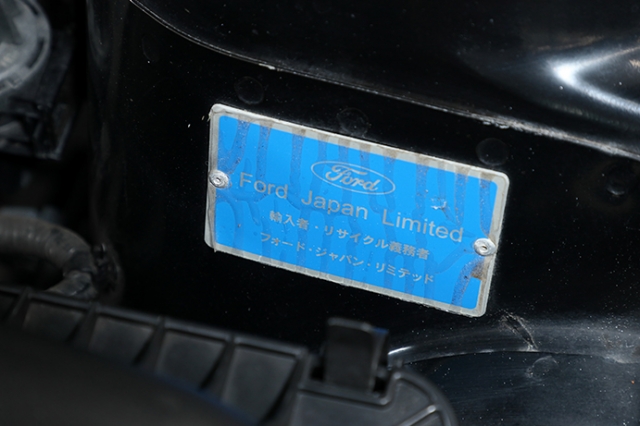 Ford
Ford Japan Limited
輸入者・リサイクル義務者
フォード・ジャパン・リミテッド